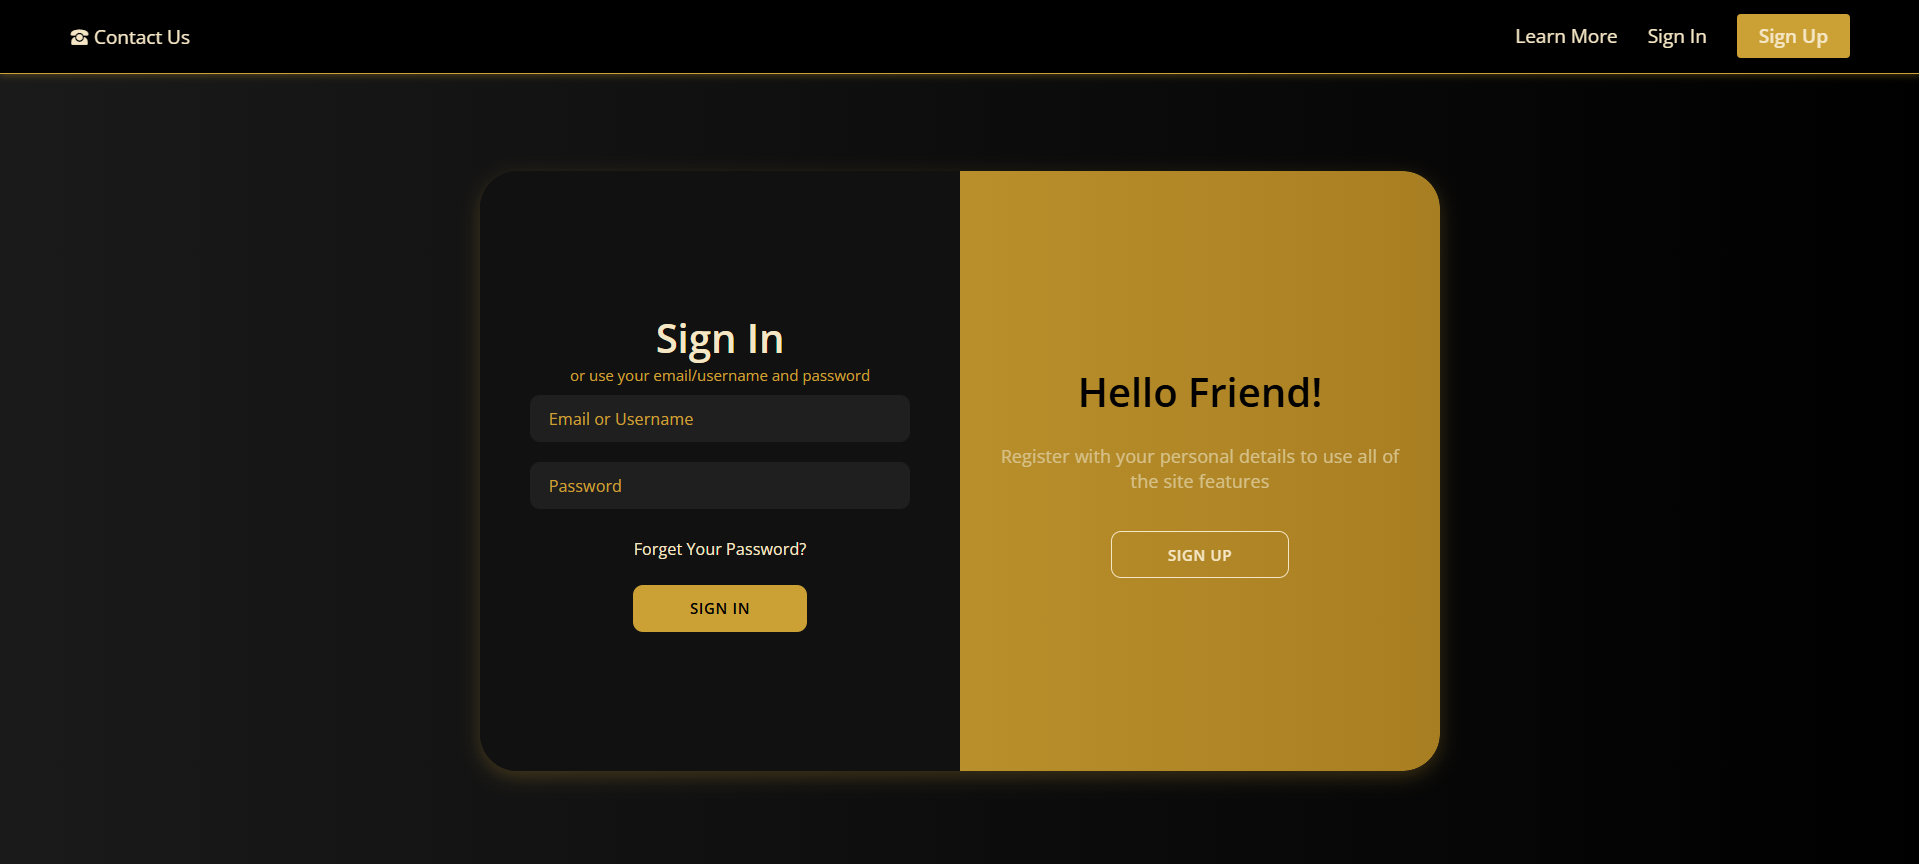 ☎ Contact Us
Learn More
Sign In
Sign Up
Sign In
or use your email/username and password
Email or Username
Password
Forget Your Password?
SIGN IN
Hello Friend!
Register with your personal details to use all of
the site features
SIGN UP